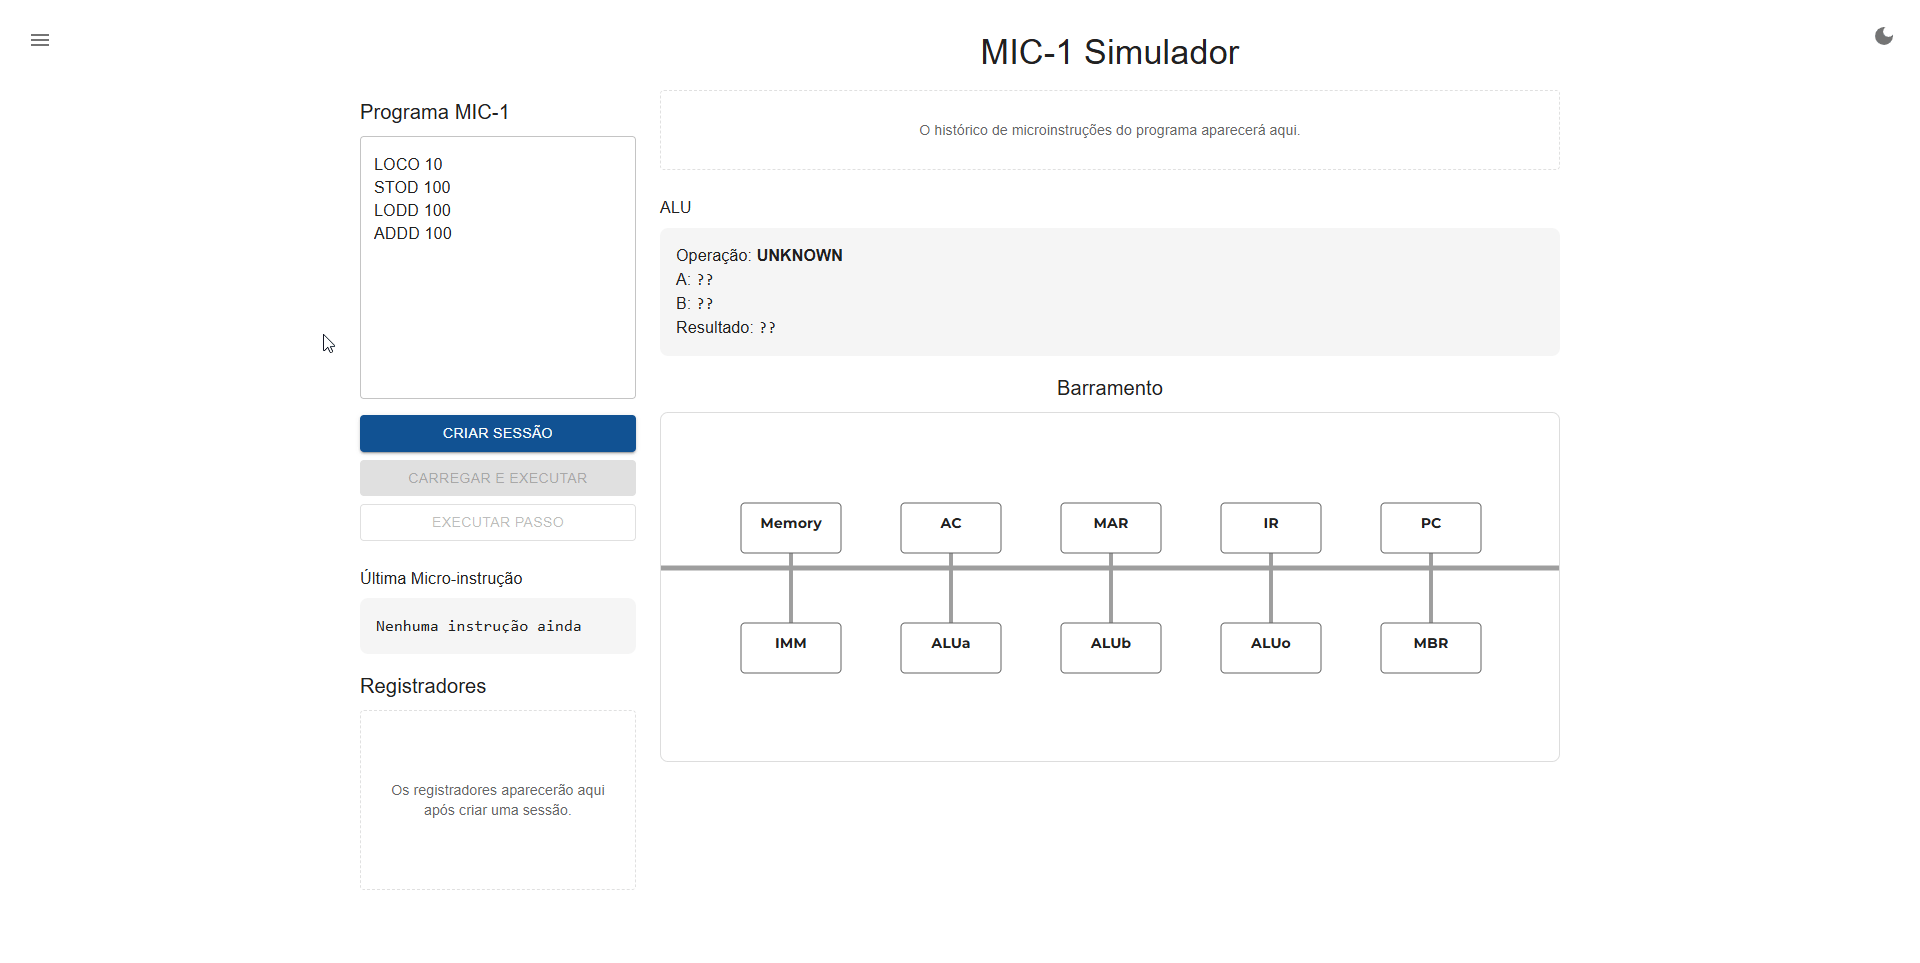 MIC-1 Simulador
Programa MIC-1
LOCO 10
STOD 100
LODD 100
ADDD 100
CRIAR SESSÃO
CARREGAR E EXECUTAR
EXECUTAR PASSO
Última Micro-instrução
Nenhuma instrução ainda
Registradores
Os registradores aparecerão aqui
após criar uma sessão.
O histórico de microinstruções do programa aparecerá aqui.
ALU
Operação: UNKNOWN
A: ??
B: ??
Resultado: ??
Barramento
Memory AC MAR IR PC
IMM ALUa ALUb ALUo MBR